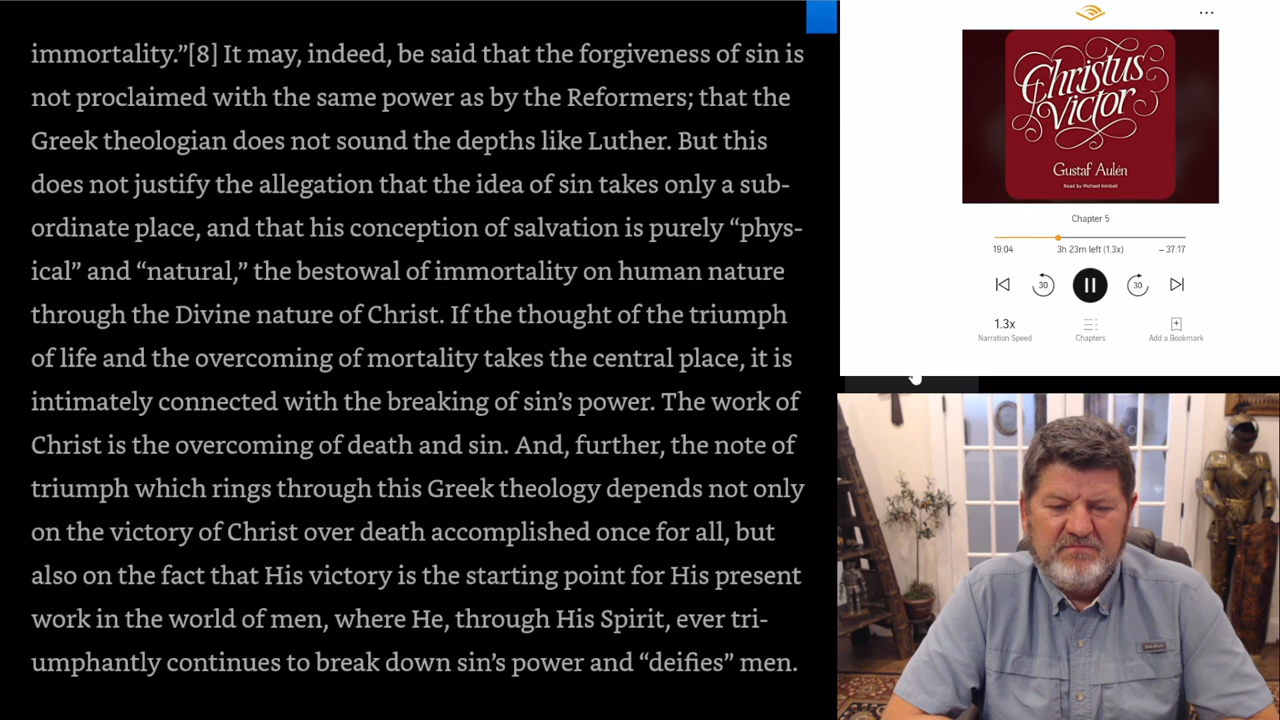 immortality.”[8] It may, indeed, be said that the forgiveness of sin is
not proclaimed with the same power as by the Reformers; that the
Greek theologian does not sound the depths like Luther. But this
does not justify the allegation that the idea of sin takes only a sub-
ordinate place, and that his conception of salvation is purely “phys-
ical” and “natural,” the bestowal of immortality on human nature
through the Divine nature of Christ. If the thought of the triumph
of life and the overcoming of mortality takes the central place, it is
intimately connected with the breaking of sin’s power. The work of
Christ is the overcoming of death and sin. And, further, the note of
triumph which rings through this Greek theology depends not only
on the victory of Christ over death accomplished once for all, but
also on the fact that His victory is the starting point for His present
work in the world of men, where He, through His Spirit, ever tri-
umphantly continues to break down sin’s power and “deifies” men.
Christus
Victor
Gustaf Aulén
Read by Michael Kimball
Chapter 5
19:04 3h 23m left (1.3x) – 37:17
30 30
1.3x
Narration Speed Chapters Add a Bookmark